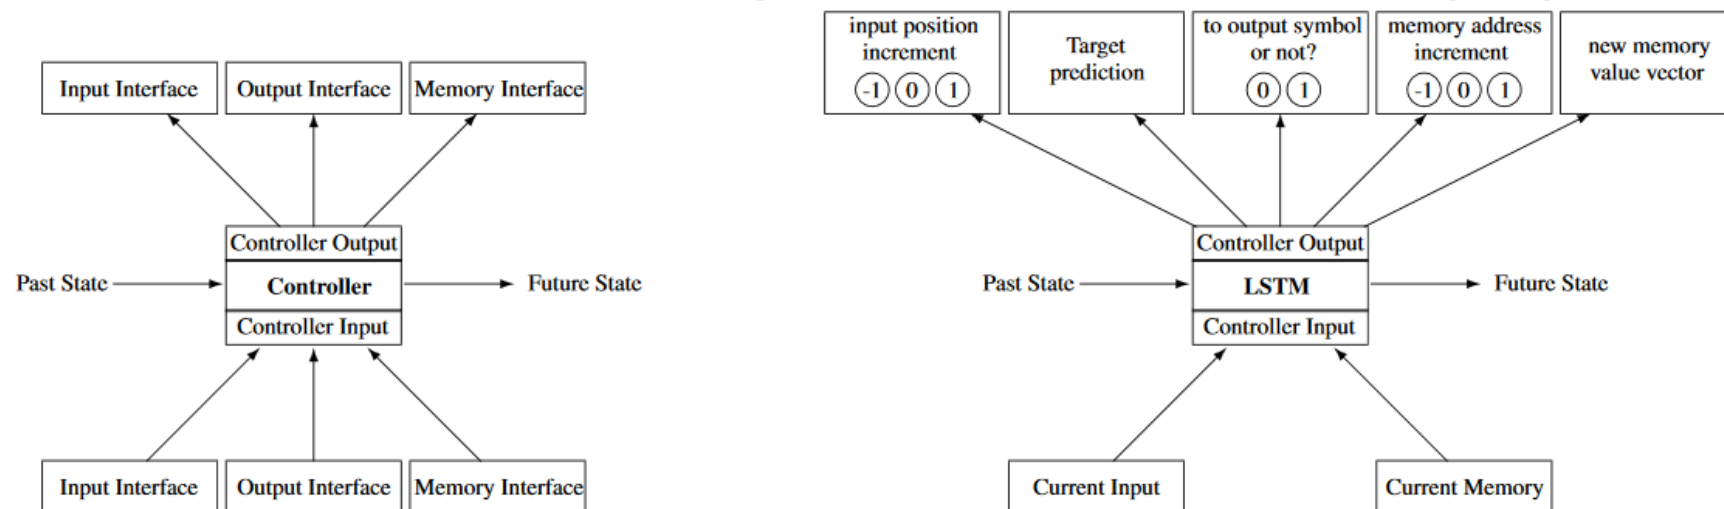 Input Interface
Output Interface
Memory Interface
Controller Output
Past State
Controller
Future State
Controller Input
Input Interface
Output Interface
Memory Interface
input position
increment
-1 0 1
Target
prediction
to output symbol
or not?
0 1
memory address
increment
-1 0 1
new memory
value vector
Controller Output
Past State
LSTM
Future State
Controller Input
Current Input
Current Memory